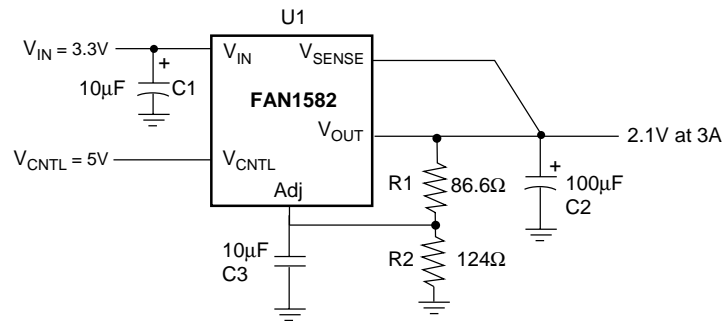 U1
V_IN = 3.3V
V_IN
V_SENSE
+
10μF
C1
FAN1582
V_OUT
2.1V at 3A
V_CNTL = 5V
V_CNTL
R1
86.6Ω
+
100μF
C2
Adj
10μF
C3
R2
124Ω